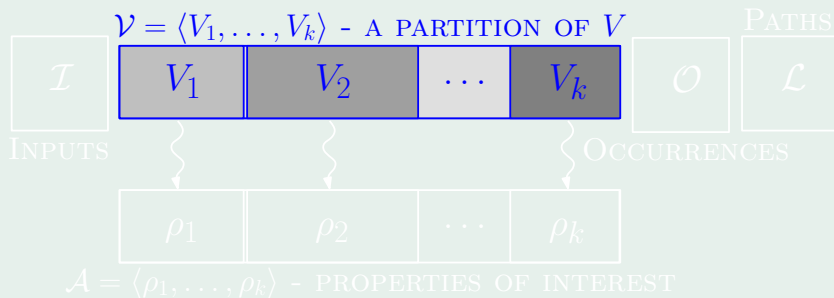 𝒱 = ⟨V₁, …, Vₖ⟩ - A PARTITION OF V
PATHS
ℐ V₁ V₂ ⋯ Vₖ 𝒪 ℒ
INPUTS
OCCURRENCES
ρ₁ ρ₂ ⋯ ρₖ
𝒜 = ⟨ρ₁, …, ρₖ⟩ - PROPERTIES OF INTEREST